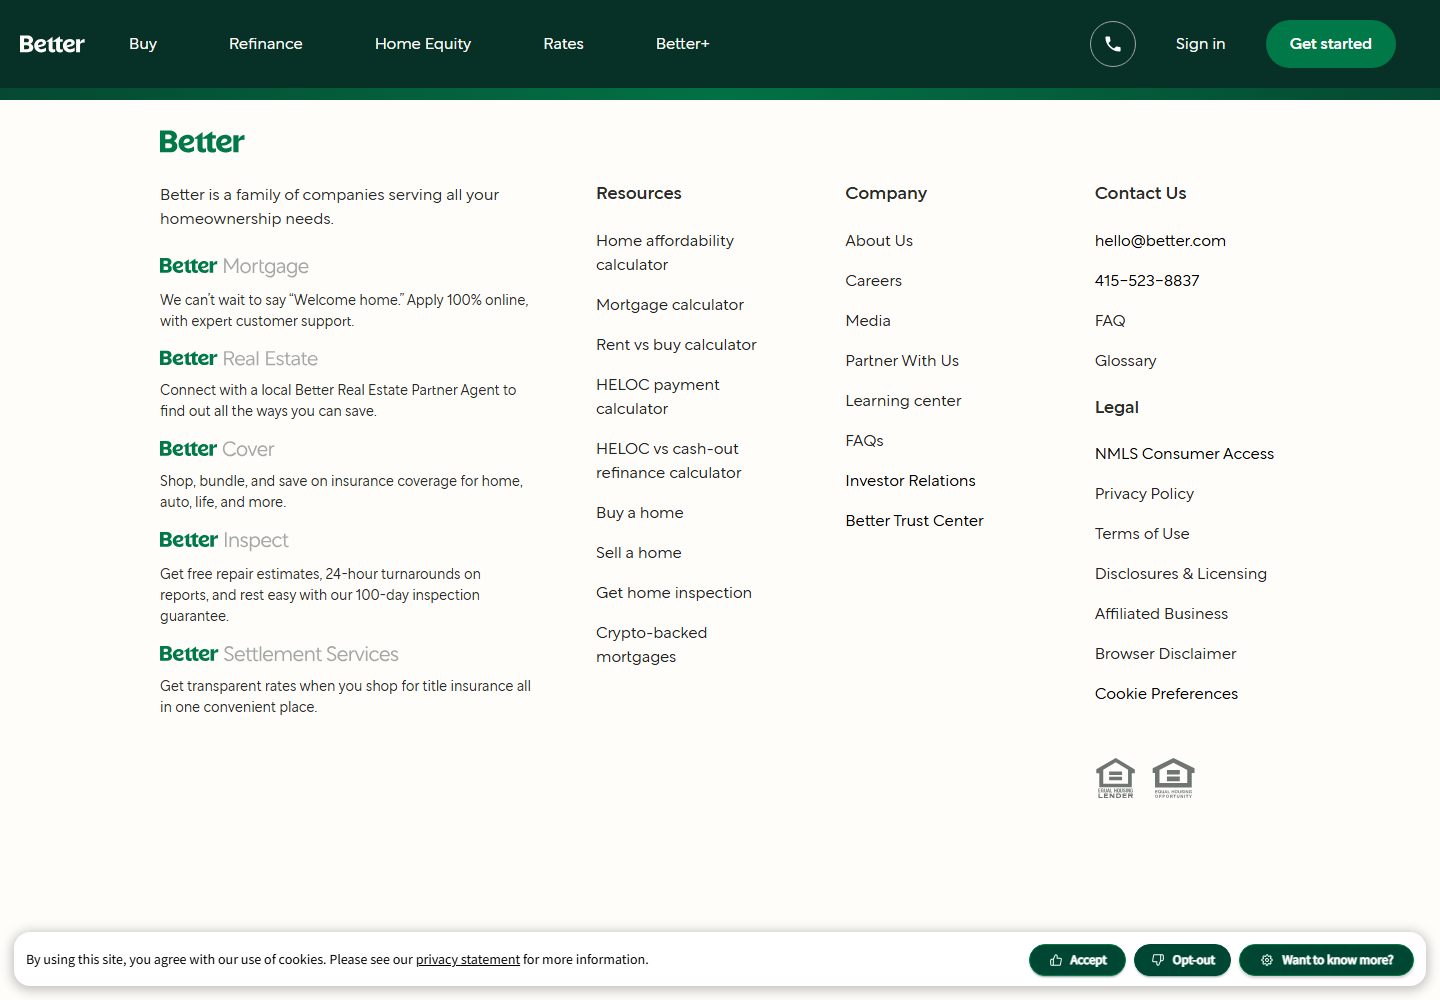 Better
Buy
Refinance
Home Equity
Rates
Better+
Sign in
Get started
Better
Better is a family of companies serving all your
homeownership needs.
Better Mortgage
We can't wait to say “Welcome home.” Apply 100% online,
with expert customer support.
Better Real Estate
Connect with a local Better Real Estate Partner Agent to
find out all the ways you can save.
Better Cover
Shop, bundle, and save on insurance coverage for home,
auto, life, and more.
Better Inspect
Get free repair estimates, 24-hour turnarounds on
reports, and rest easy with our 100-day inspection
guarantee.
Better Settlement Services
Get transparent rates when you shop for title insurance all
in one convenient place.
Resources
Home affordability
calculator
Mortgage calculator
Rent vs buy calculator
HELOC payment
calculator
HELOC vs cash-out
refinance calculator
Buy a home
Sell a home
Get home inspection
Crypto-backed
mortgages
Company
About Us
Careers
Media
Partner With Us
Learning center
FAQs
Investor Relations
Better Trust Center
Contact Us
hello@better.com
415-523-8837
FAQ
Glossary
Legal
NMLS Consumer Access
Privacy Policy
Terms of Use
Disclosures & Licensing
Affiliated Business
Browser Disclaimer
Cookie Preferences
EQUAL HOUSING
LENDER
EQUAL HOUSING
OPPORTUNITY
By using this site, you agree with our use of cookies. Please see our privacy statement for more information.
Accept
Opt-out
Want to know more?